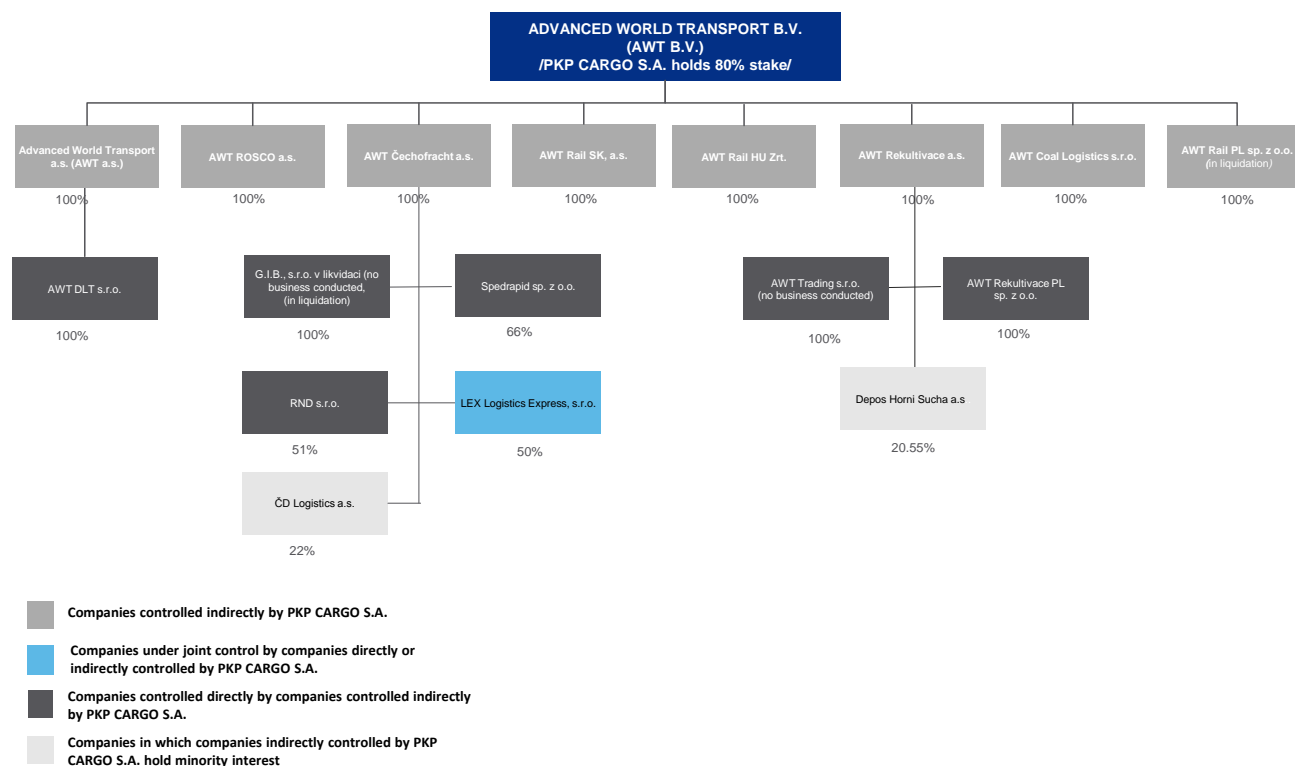 ADVANCED WORLD TRANSPORT B.V.
(AWT B.V.)
/PKP CARGO S.A. holds 80% stake/
Advanced World Transport
a.s. (AWT a.s.)
AWT ROSCO a.s.
AWT Čechofracht a.s.
AWT Rail SK, a.s.
AWT Rail HU Zrt.
AWT Rekultivace a.s.
AWT Coal Logistics s.r.o.
AWT Rail PL sp. z o.o.
(in liquidation)
100%
100%
100%
100%
100%
100%
100%
100%
AWT DLT s.r.o.
100%
G.I.B., s.r.o. v likvidaci (no
business conducted,
(in liquidation)
100%
Spedrapid sp. z o.o.
66%
AWT Trading s.r.o.
(no business conducted)
100%
AWT Rekultivace PL
sp. z o.o.
100%
RND s.r.o.
51%
LEX Logistics Express, s.r.o.
50%
Depos Horni Sucha a.s
20.55%
ČD Logistics a.s.
22%
Companies controlled indirectly by PKP CARGO S.A.
Companies under joint control by companies directly or
indirectly controlled by PKP CARGO S.A.
Companies controlled directly by companies controlled indirectly
by PKP CARGO S.A.
Companies in which companies indirectly controlled by PKP
CARGO S.A. hold minority interest